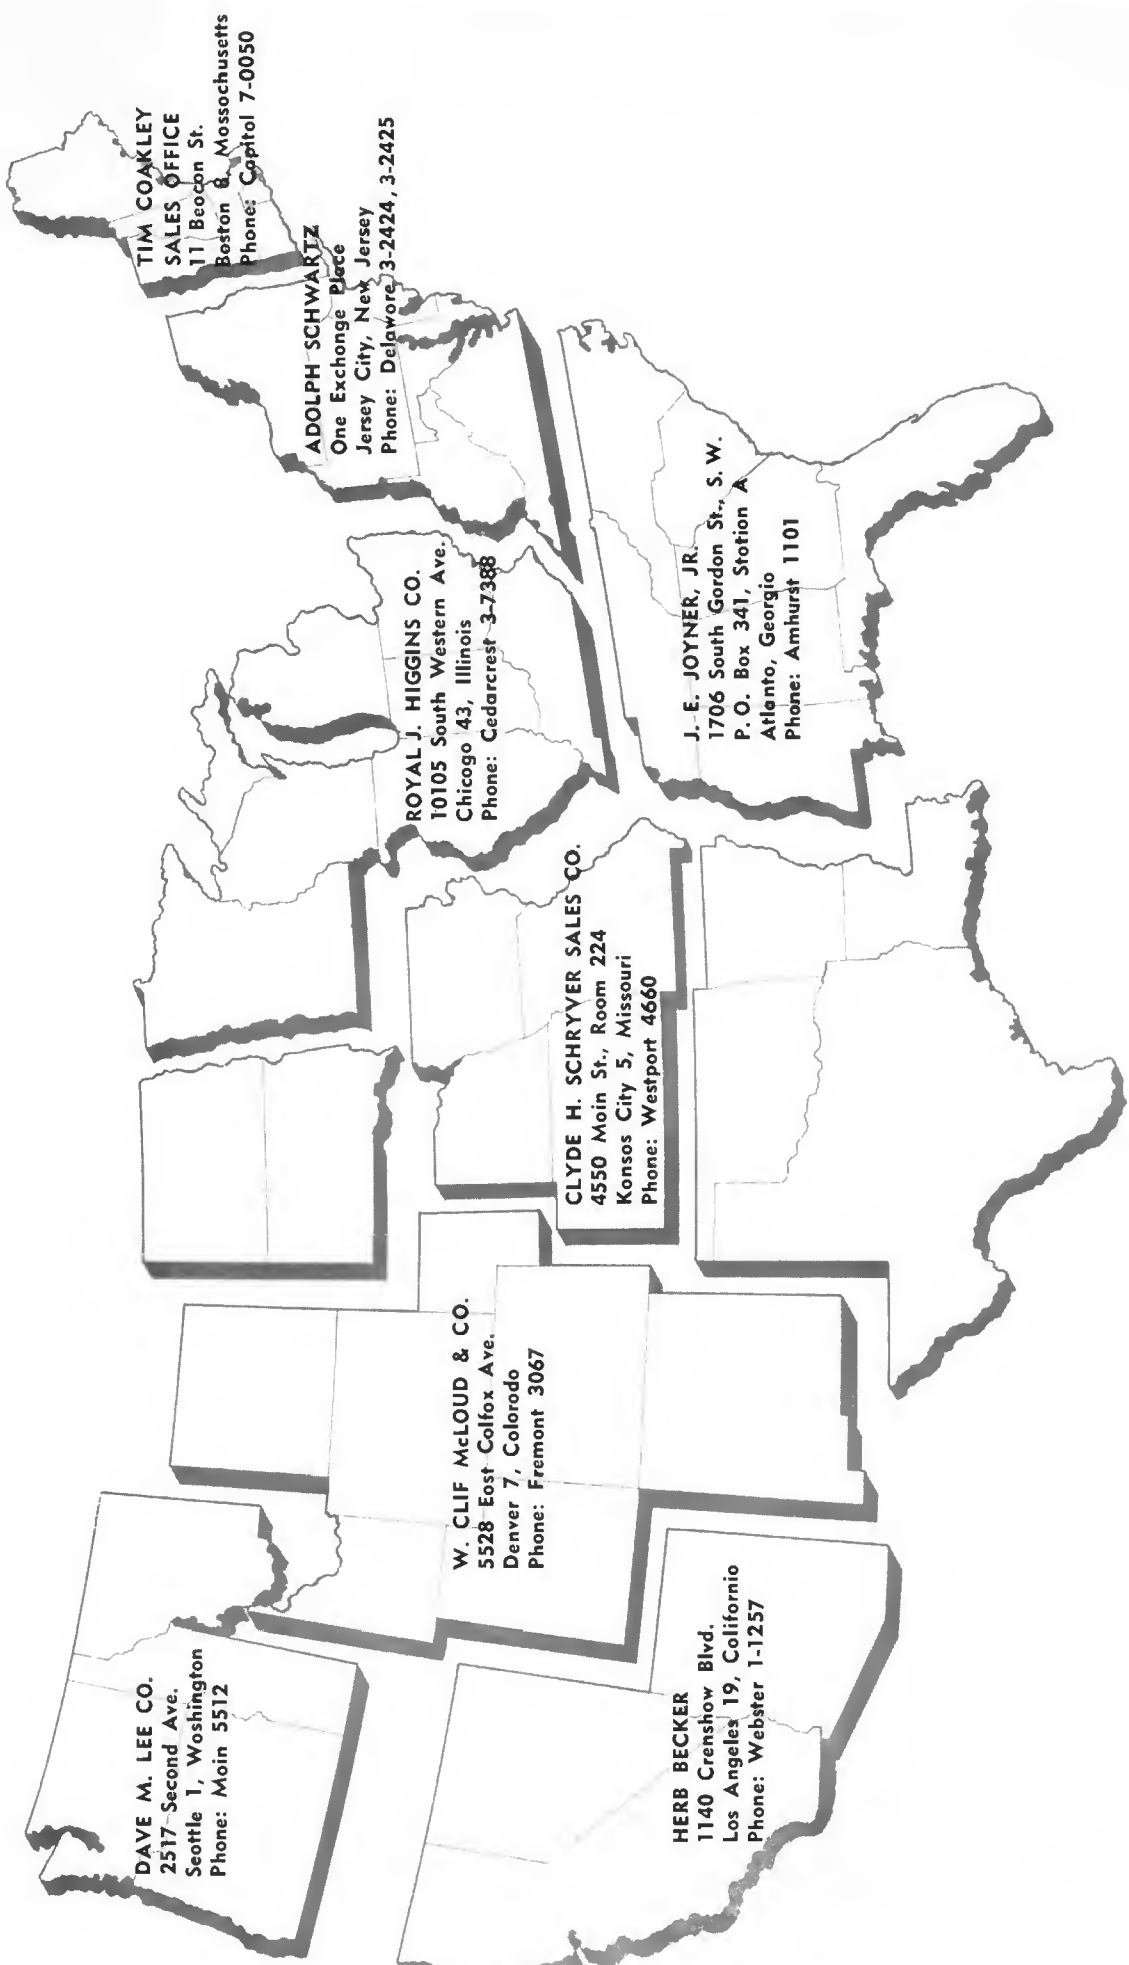 TIM COAKLEY
SALES OFFICE
11 Beacon St.
Boston 8, Massachusetts
Phone: Capitol 7-0050
ADOLPH SCHWARTZ
One Exchange Place
Jersey City, New Jersey
Phone: Delaware 3-2424, 3-2425
ROYAL J. HIGGINS CO.
10105 South Western Ave.
Chicago 43, Illinois
Phone: Cedarcrest 3-7388
J. E. JOYNER, JR.
1706 South Gordon St., S. W.
P. O. Box 341, Station A
Atlanta, Georgia
Phone: Amhurst 1101
CLYDE H. SCHRYVER SALES CO.
4550 Main St., Room 224
Kansas City 5, Missouri
Phone: Westport 4660
W. CLIF McLOUD & CO.
5528 East Colfax Ave.
Denver 7, Colorado
Phone: Fremont 3067
DAVE M. LEE CO.
2517 Second Ave.
Seattle 1, Washington
Phone: Main 5512
HERB BECKER
1140 Crenshaw Blvd.
Los Angeles 19, California
Phone: Webster 1-1257